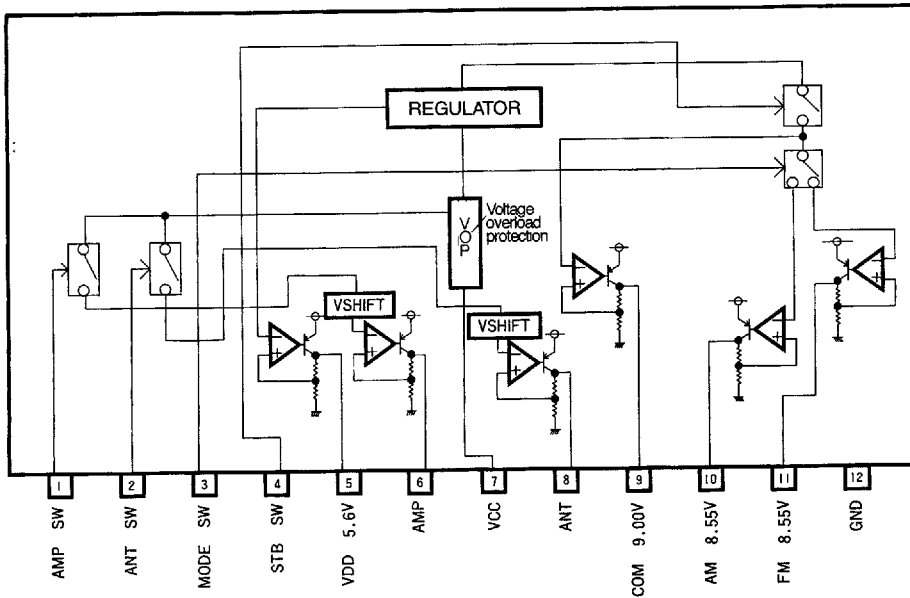 REGULATOR
VOP
Voltage
overload
protection
VSHIFT
VSHIFT
1 2 3 4 5 6 7 8 9 10 11 12
AMP SW
ANT SW
MODE SW
STB SW
VDD 5.6V
AMP
VCC
ANT
COM 9.00V
AM 8.55V
FM 8.55V
GND